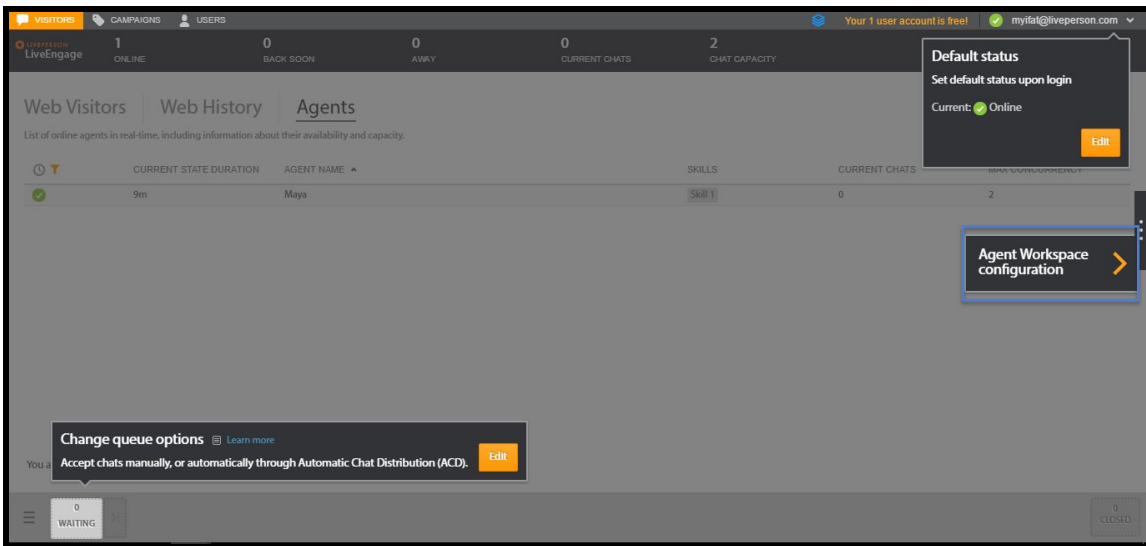 VISITORS CAMPAIGNS USERS Your 1 user account is free! myifat@liveperson.com
LIVEPERSON
LiveEngage
1 0 0 0 2
ONLINE BACK SOON AWAY CURRENT CHATS CHAT CAPACITY
Default status
Set default status upon login
Current: Online
Edit
Web Visitors Web History Agents
List of online agents in real-time, including information about their availability and capacity.
CURRENT STATE DURATION AGENT NAME SKILLS CURRENT CHATS MAX CONCURRENCY
9m Maya Skill 1 0 2
Agent Workspace
configuration
Change queue options Learn more
Accept chats manually, or automatically through Automatic Chat Distribution (ACD).
Edit
You a
0
WAITING
0
CLOSED